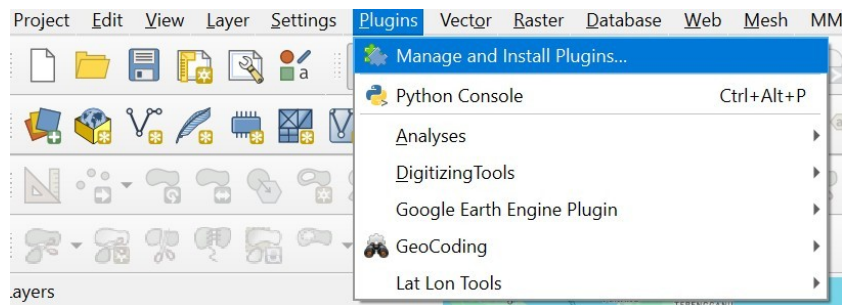 Project Edit View Layer Settings Plugins Vector Raster Database Web Mesh MM
Manage and Install Plugins...
a
Python Console Ctrl+Alt+P
Analyses
DigitizingTools
Google Earth Engine Plugin
GeoCoding
Lat Lon Tools
ayers